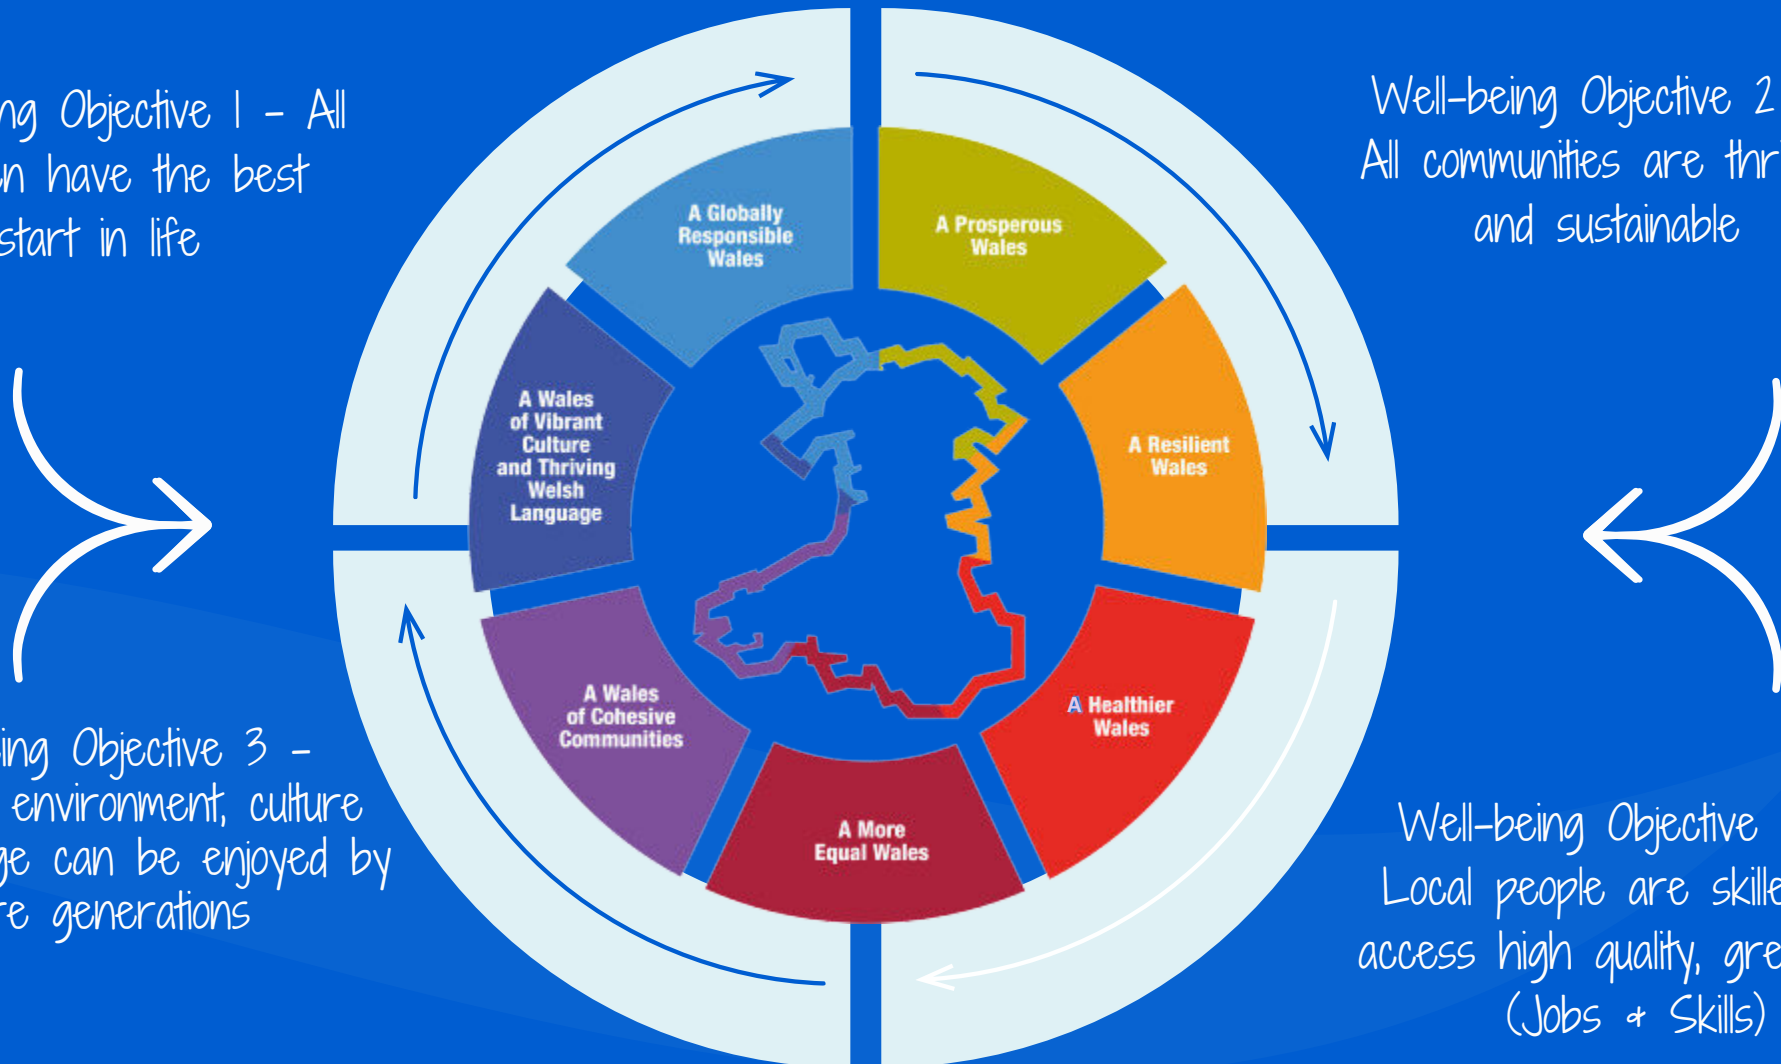 ng Objective 1 - All
n have the best
start in life
Well-being Objective 2
All communities are thri
and sustainable
A Globally
Responsible
Wales
A Prosperous
Wales
A Wales
of Vibrant
Culture
and Thriving
Welsh
Language
A Resilient
Wales
A Wales
of Cohesive
Communities
A Healthier
Wales
A More
Equal Wales
ing Objective 3 -
environment, culture
ge can be enjoyed by
re generations
Well-being Objective
Local people are skille
access high quality, gre
(Jobs & Skills)